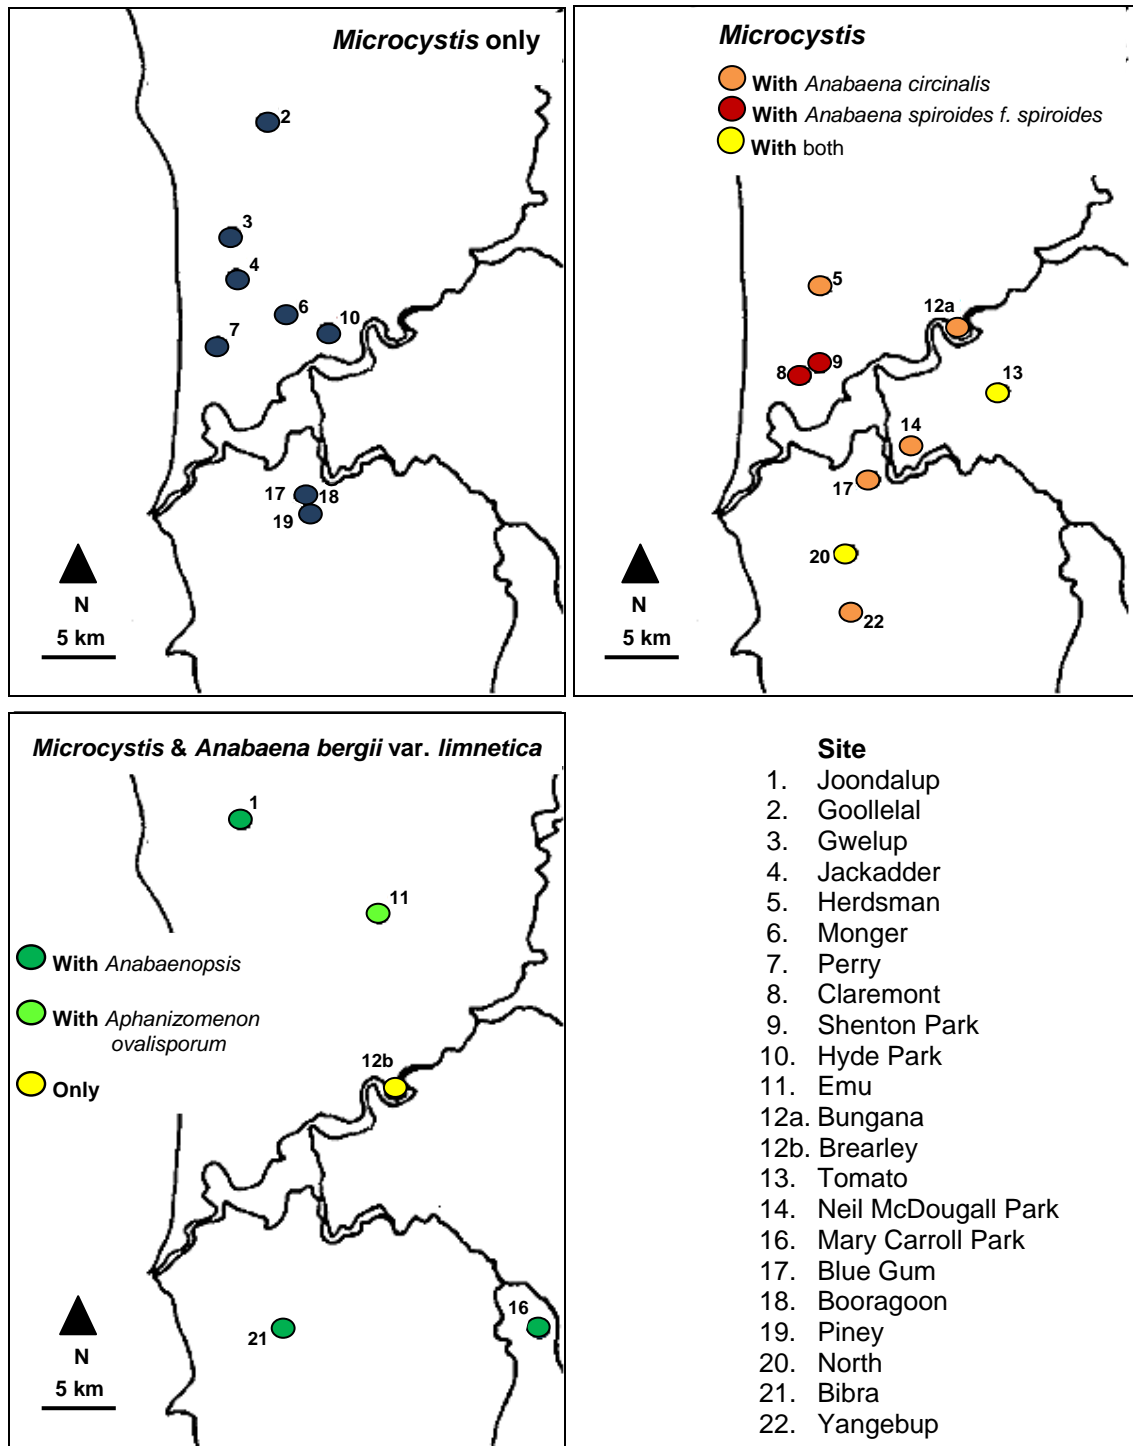 Microcystis only
2
3
4
6
10
7
17
18
19
N
5 km
Microcystis
With Anabaena circinalis
With Anabaena spiroides f. spiroides
With both
5
12a
9
8
13
14
17
20
22
N
5 km
Microcystis & Anabaena bergii var. limnetica
1
11
With Anabaenopsis
With Aphanizomenon
ovalisporum
12b
Only
16
21
N
5 km
Site
1. Joondalup
2. Goollelal
3. Gwelup
4. Jackadder
5. Herdsman
6. Monger
7. Perry
8. Claremont
9. Shenton Park
10. Hyde Park
11. Emu
12a. Bungana
12b. Brearley
13. Tomato
14. Neil McDougall Park
16. Mary Carroll Park
17. Blue Gum
18. Booragoon
19. Piney
20. North
21. Bibra
22. Yangebup